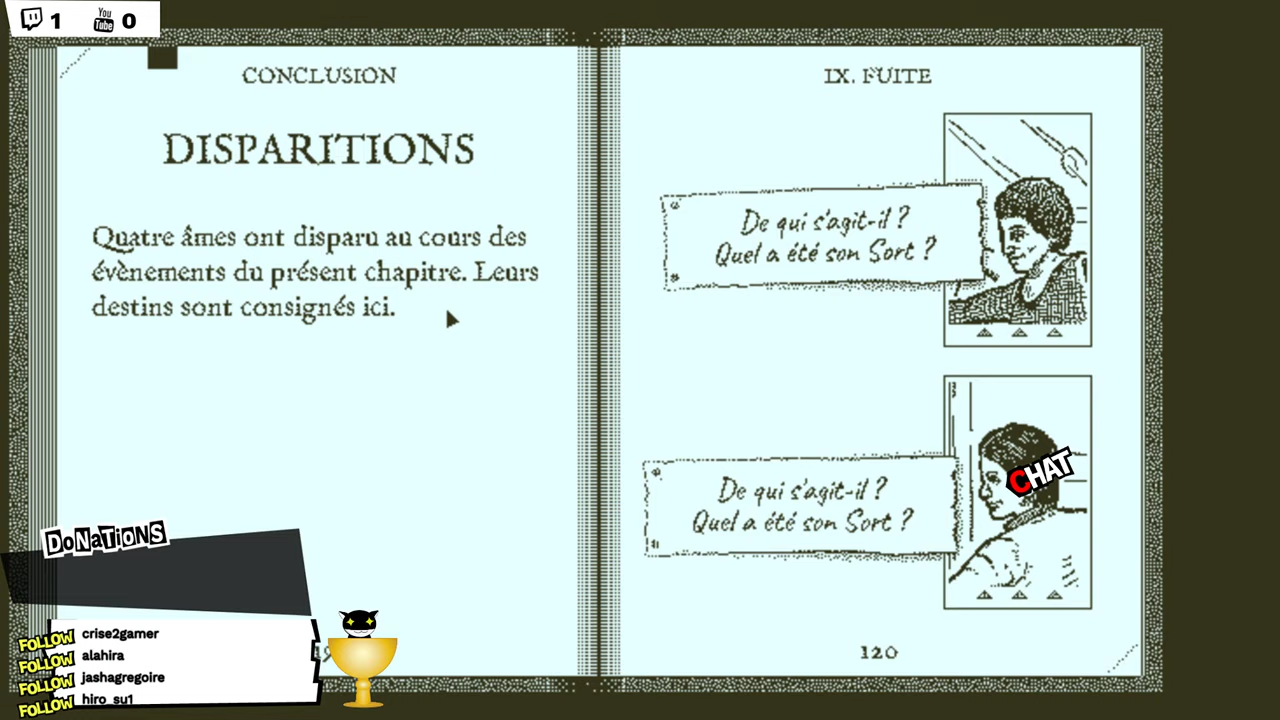 1
You Tube 0
CONCLUSION
DISPARITIONS
Quatre âmes ont disparu au cours des
évènements du présent chapitre. Leurs
destins sont consignés ici.
IX. FUITE
De qui s'agit-il ?
Quel a été son Sort ?
De qui s'agit-il ?
Quel a été son Sort ?
CHAT
120
DONATIONS
FOLLOW crise2gamer
FOLLOW alahira
FOLLOW jashagregoire
FOLLOW hiro_su1